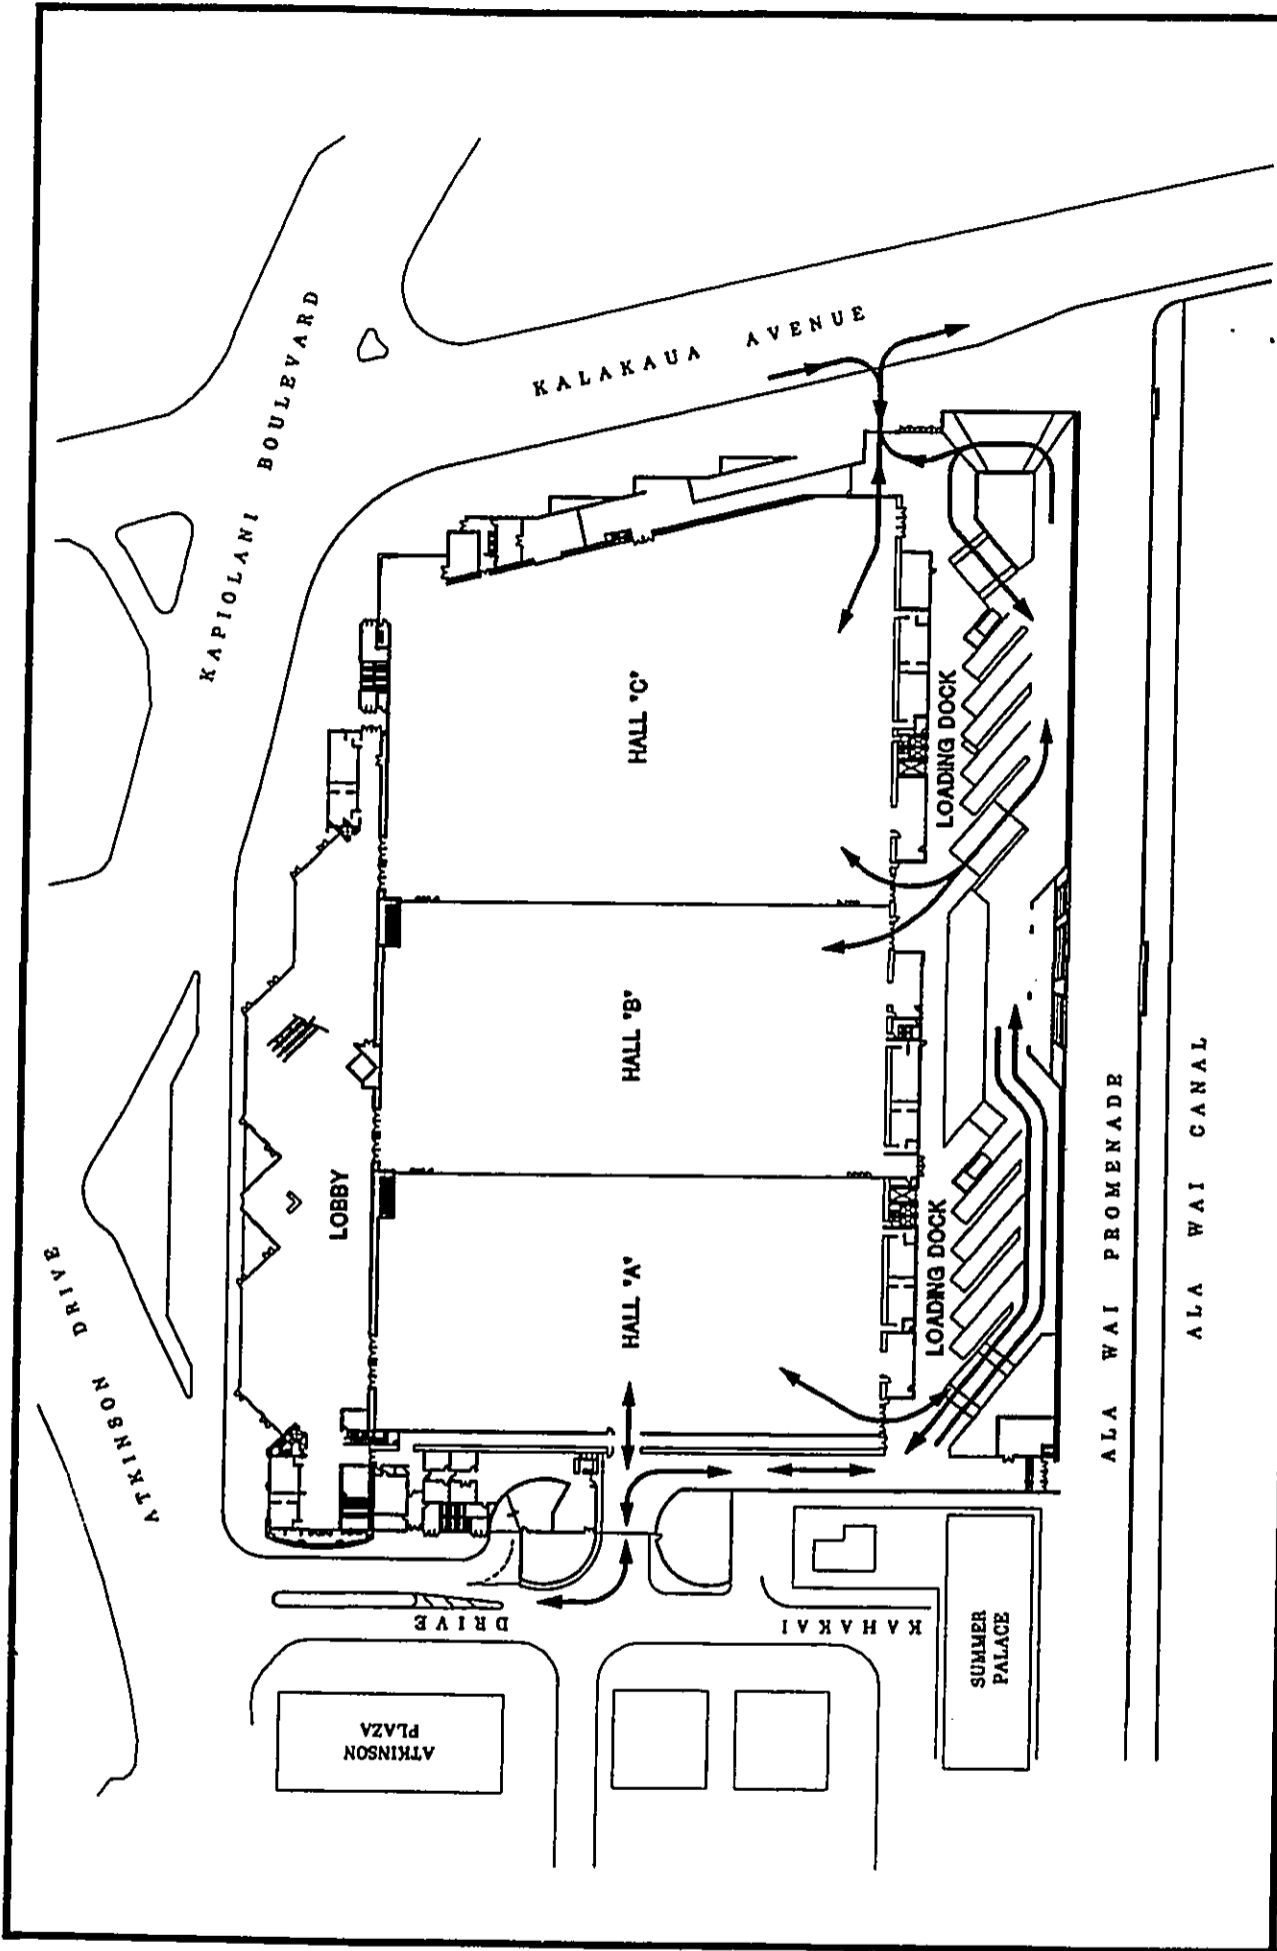 ATKINSON DRIVE
KAPIOLANI BOULEVARD
KALAKAUA AVENUE
LOBBY
HALL "A"
HALL "B"
HALL "C"
LOADING DOCK
LOADING DOCK
KAHAKAI DRIVE
ATKINSON
PLAZA
SUMMER
PALACE
ALA WAI PROMENADE
ALA WAI CANAL